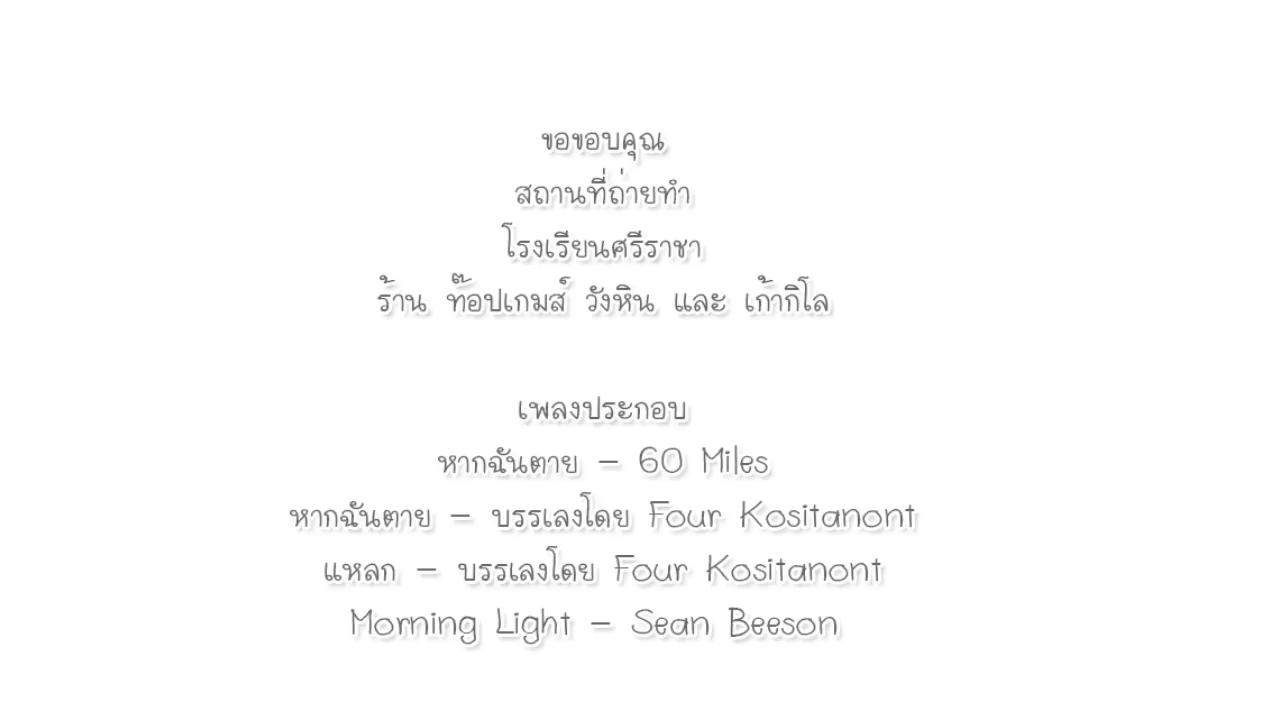 ขอขอบคุณ
สถานที่ถ่ายทำ
โรงเรียนศรีราชา
ร้าน ท๊อปเกมส์ วังหิน และ เก้ากิโล
เพลงประกอบ
หากฉันตาย - 60 Miles
หากฉันตาย - บรรเลงโดย Four Kositanont
แหลก - บรรเลงโดย Four Kositanont
Morning Light - Sean Beeson